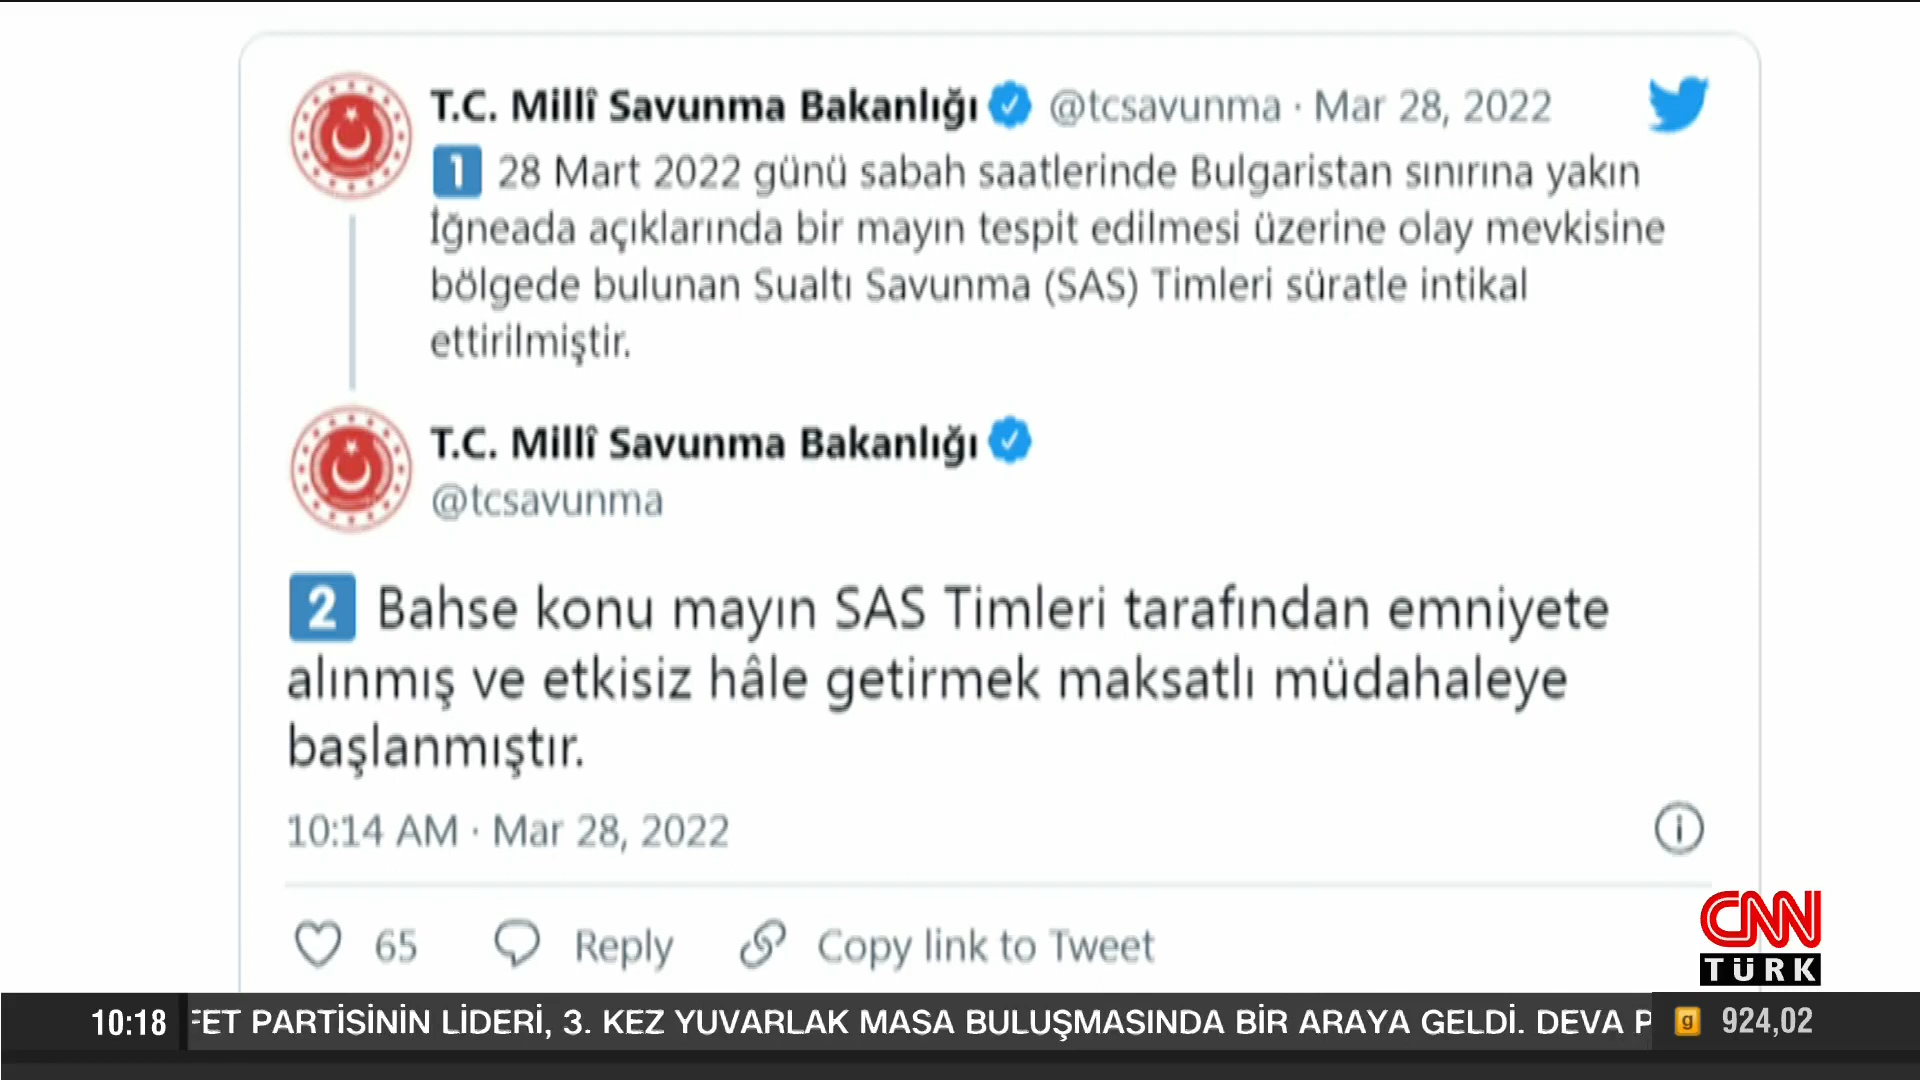 T.C. Millî Savunma Bakanlığı @tcsavunma · Mar 28, 2022
1 28 Mart 2022 günü sabah saatlerinde Bulgaristan sınırına yakın
İğneada açıklarında bir mayın tespit edilmesi üzerine olay mevkisine
bölgede bulunan Sualtı Savunma (SAS) Timleri süratle intikal
ettirilmiştir.
T.C. Millî Savunma Bakanlığı
@tcsavunma
2 Bahse konu mayın SAS Timleri tarafından emniyete
alınmış ve etkisiz hâle getirmek maksatlı müdahaleye
başlanmıştır.
10:14 AM · Mar 28, 2022
65 Reply Copy link to Tweet
CNN
TÜRK
10:18 FET PARTİSİNİN LİDERİ, 3. KEZ YUVARLAK MASA BULUŞMASINDA BİR ARAYA GELDİ. DEVA P g 924,02